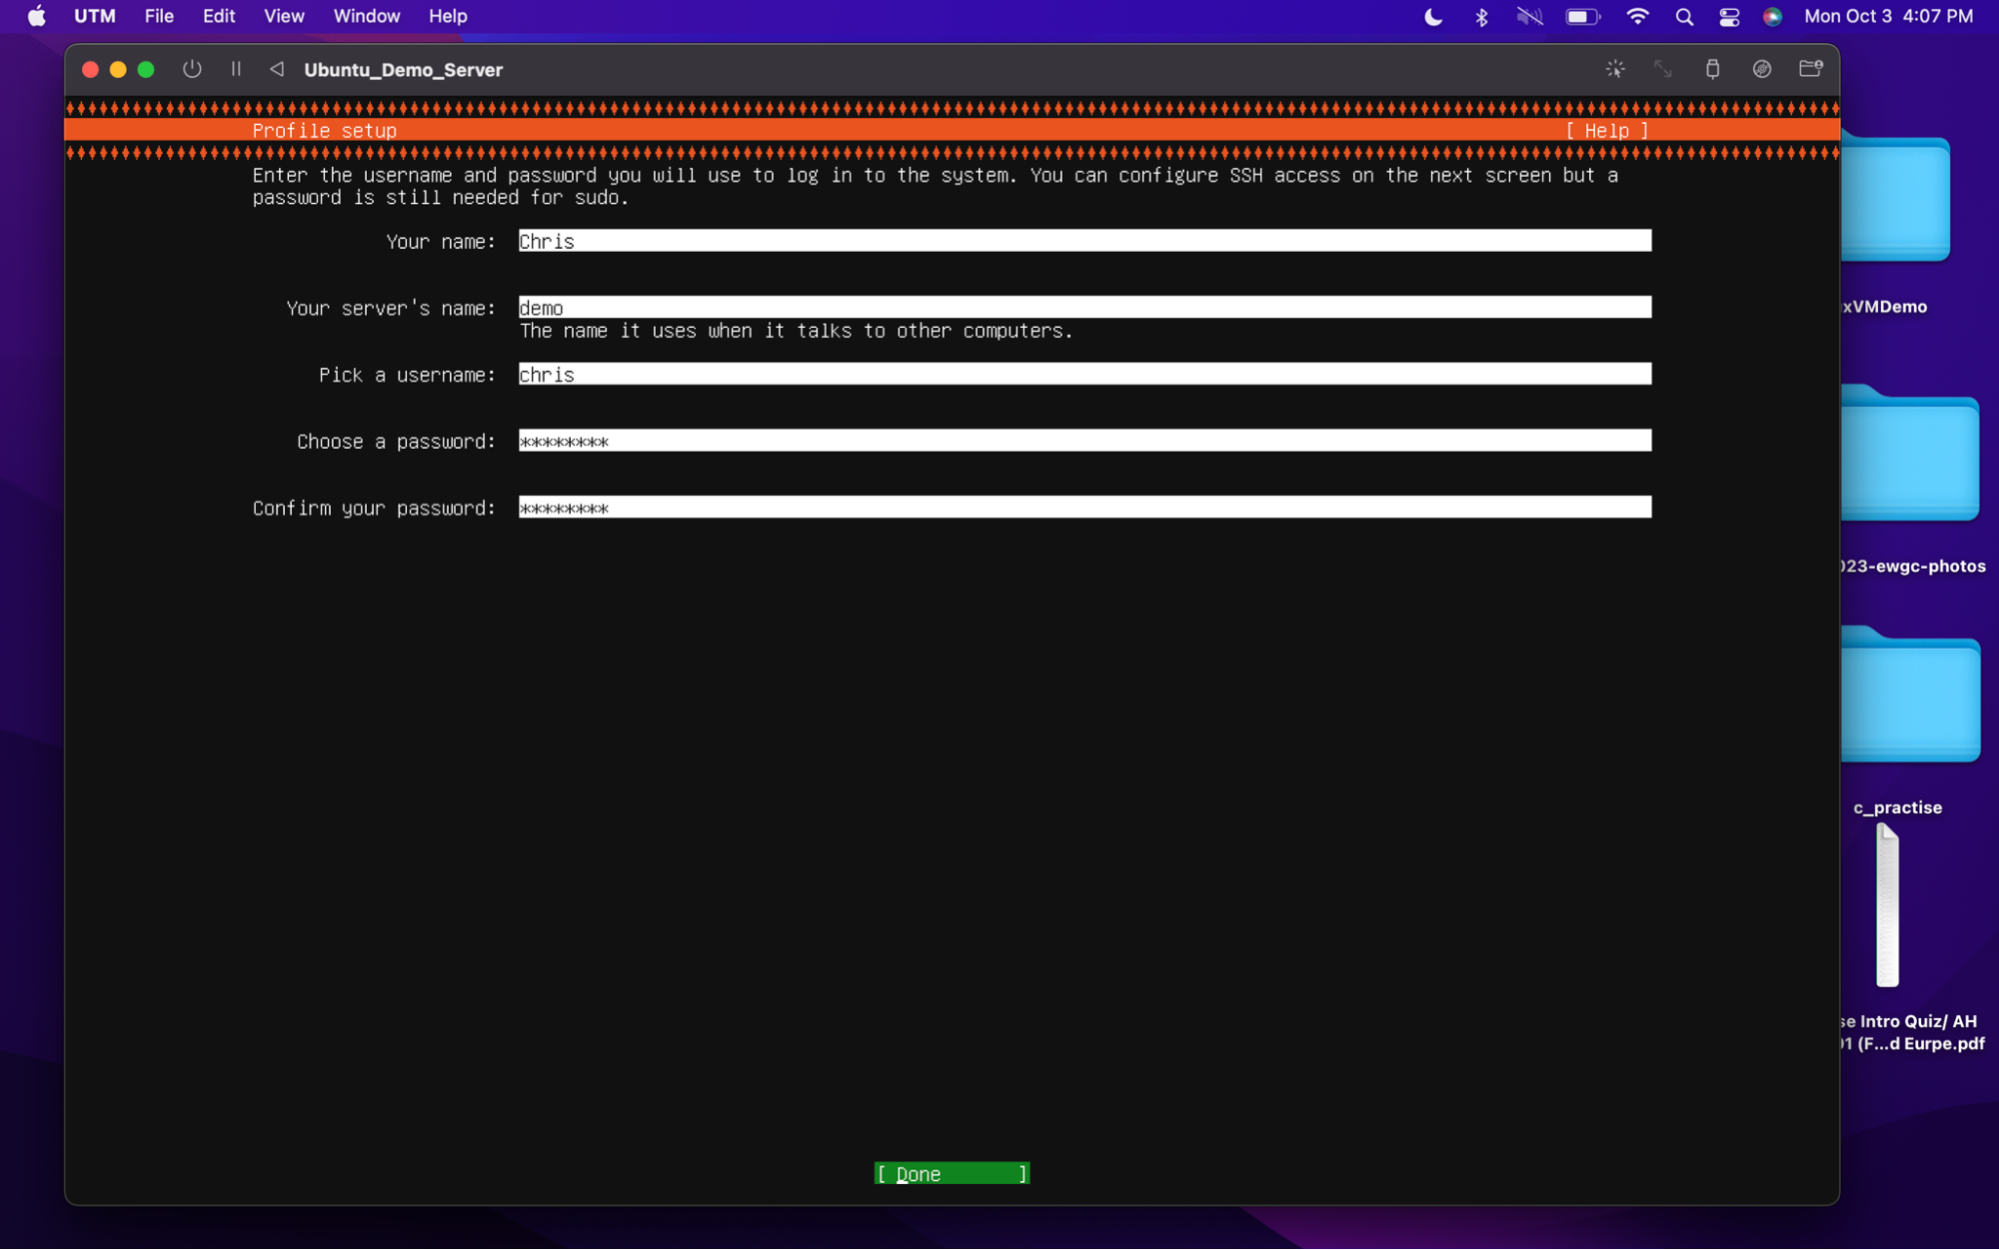 UTM File Edit View Window Help Mon Oct 3 4:07 PM
Ubuntu_Demo_Server
Profile setup [ Help ]
Enter the username and password you will use to log in to the system. You can configure SSH access on the next screen but a
password is still needed for sudo.
Your name: Chris
Your server's name: demo
The name it uses when it talks to other computers.
Pick a username: chris
Choose a password: ********
Confirm your password: ********
[ Done ]
xVMDemo
023-ewgc-photos
c_practise
se Intro Quiz/ AH
01 (F...d Eurpe.pdf